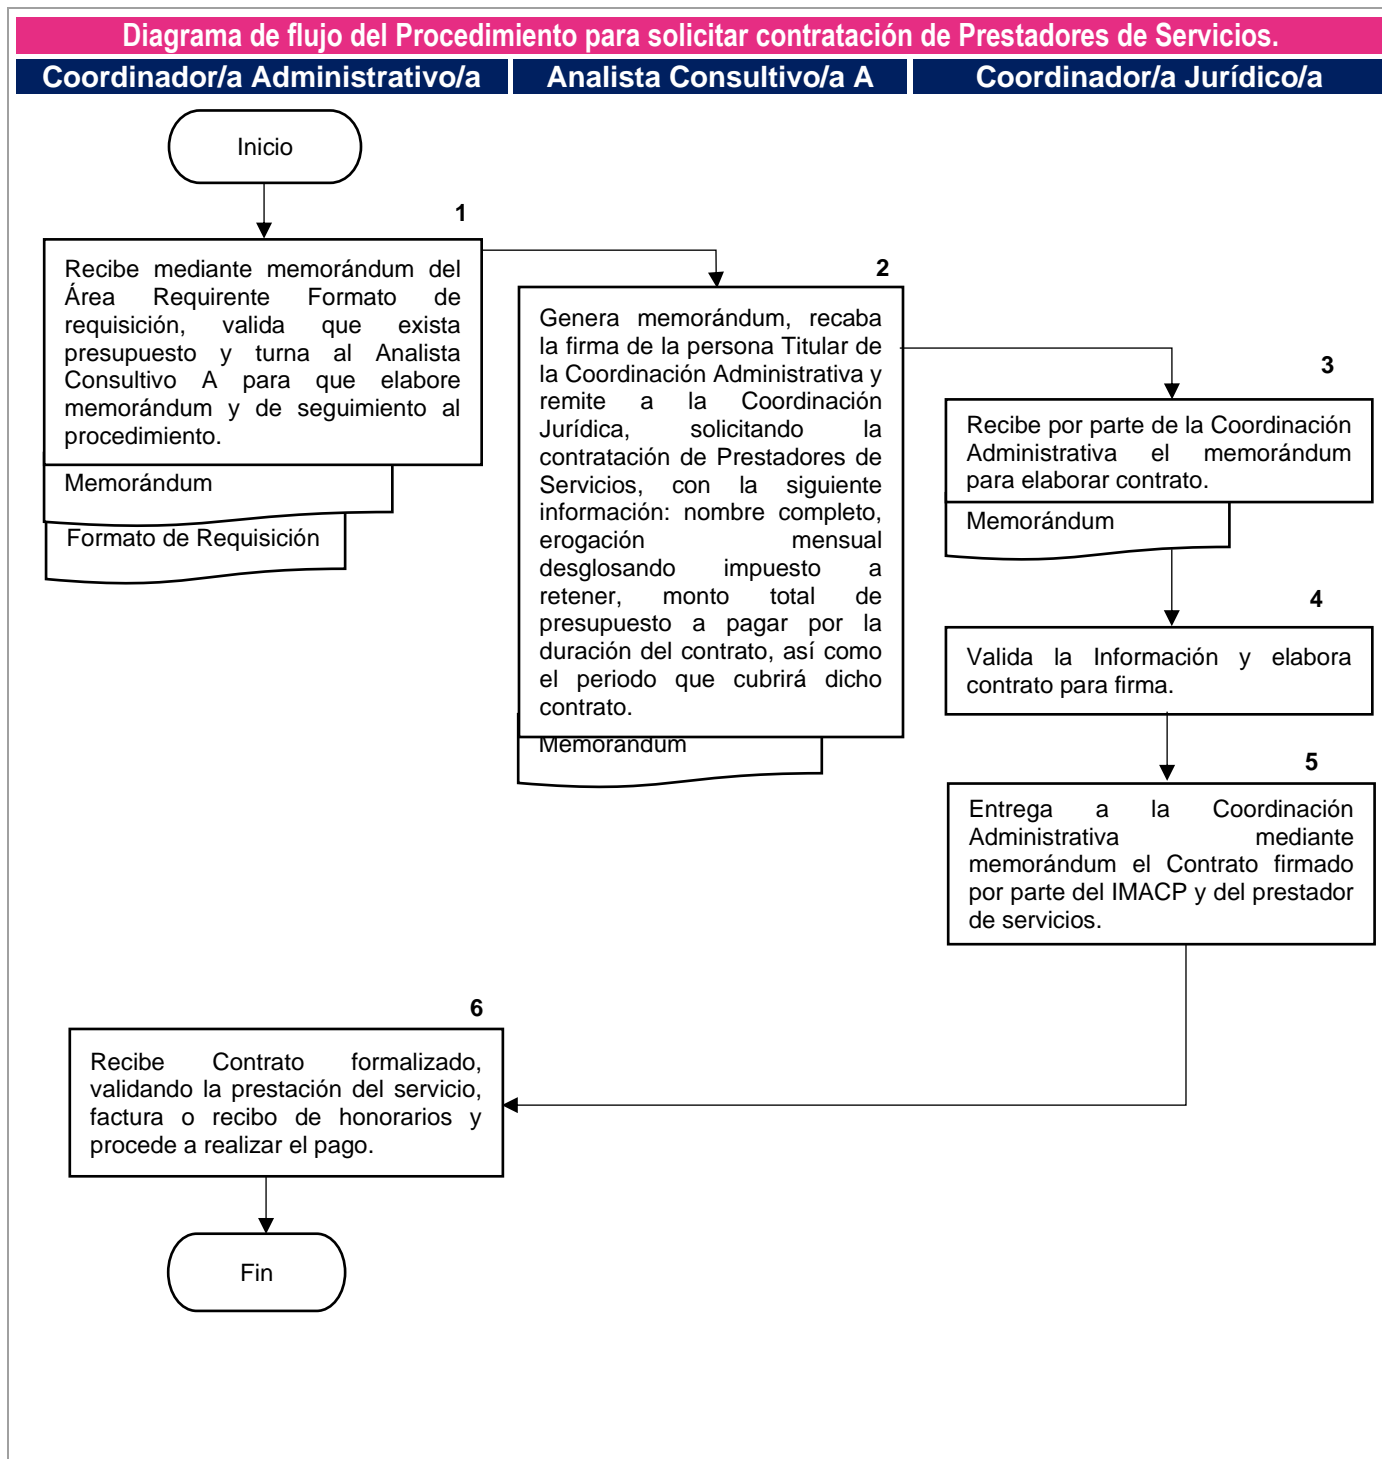 Diagrama de flujo del Procedimiento para solicitar contratación de Prestadores de Servicios.
Coordinador/a Administrativo/a
Analista Consultivo/a A
Coordinador/a Jurídico/a
Inicio
1
Recibe mediante memorándum del
Área Requirente Formato de
requisición, valida que exista
presupuesto y turna al Analista
Consultivo A para que elabore
memorándum y de seguimiento al
procedimiento.
Memorándum
Formato de Requisición
2
Genera memorándum, recaba
la firma de la persona Titular de
la Coordinación Administrativa y
remite a la Coordinación
Jurídica, solicitando la
contratación de Prestadores de
Servicios, con la siguiente
información: nombre completo,
erogación mensual
desglosando impuesto a
retener, monto total de
presupuesto a pagar por la
duración del contrato, así como
el periodo que cubrirá dicho
contrato.
Memorándum
3
Recibe por parte de la Coordinación
Administrativa el memorándum
para elaborar contrato.
Memorándum
4
Valida la Información y elabora
contrato para firma.
5
Entrega a la Coordinación
Administrativa mediante
memorándum el Contrato firmado
por parte del IMACP y del prestador
de servicios.
6
Recibe Contrato formalizado,
validando la prestación del servicio,
factura o recibo de honorarios y
procede a realizar el pago.
Fin